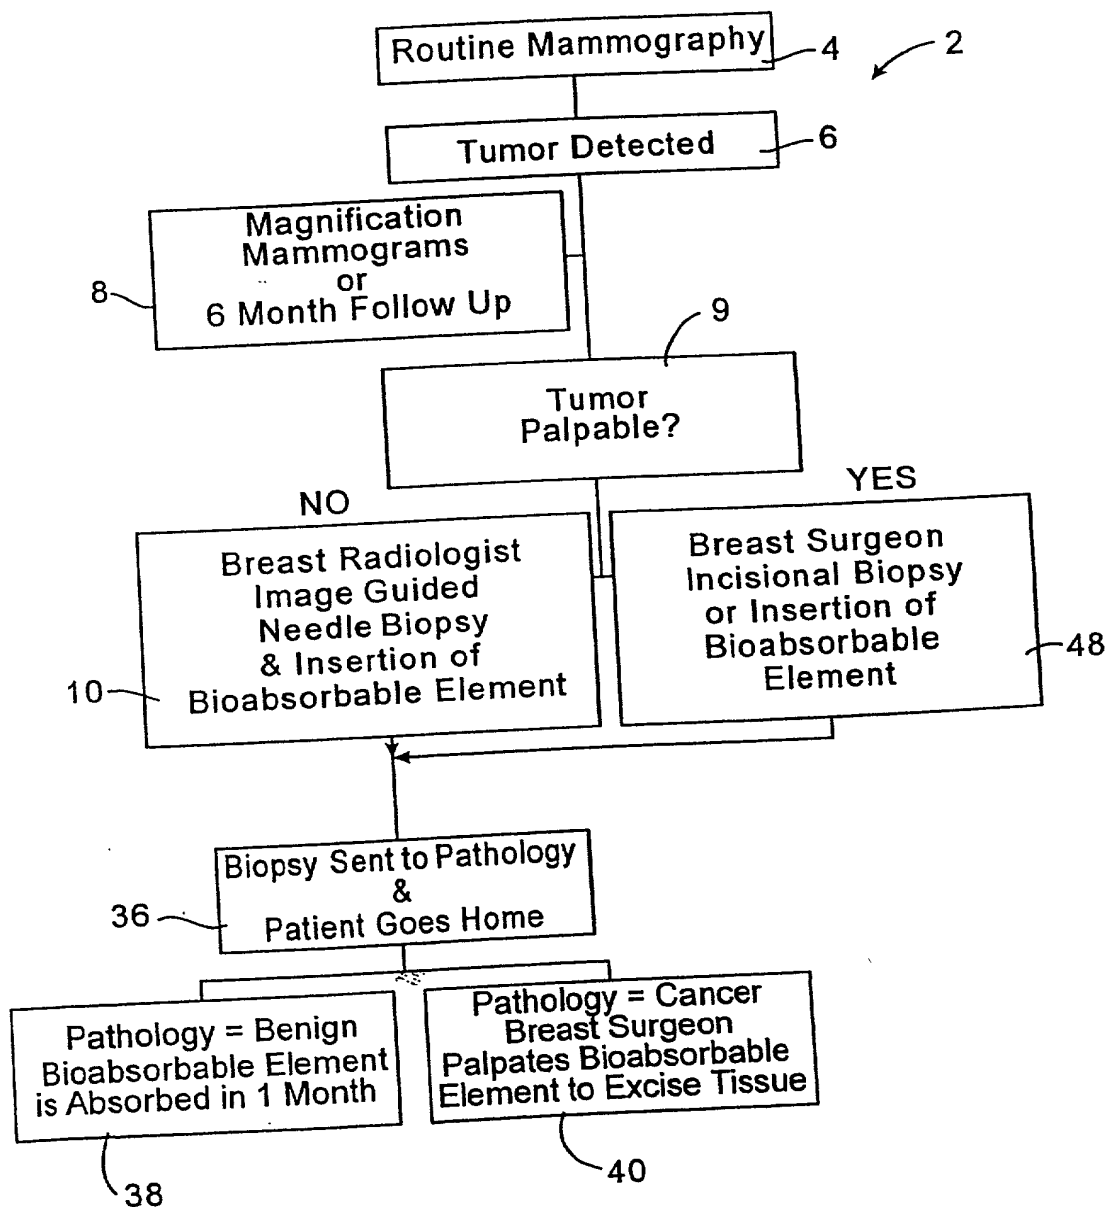 Routine Mammography
4
2
Tumor Detected
6
Magnification
Mammograms
or
6 Month Follow Up
8
9
Tumor
Palpable?
NO
YES
Breast Radiologist
Image Guided
Needle Biopsy
& Insertion of
Bioabsorbable Element
10
Breast Surgeon
Incisional Biopsy
or Insertion of
Bioabsorbable
Element
48
Biopsy Sent to Pathology
&
Patient Goes Home
36
Pathology = Benign
Bioabsorbable Element
is Absorbed in 1 Month
38
Pathology = Cancer
Breast Surgeon
Palpates Bioabsorbable
Element to Excise Tissue
40